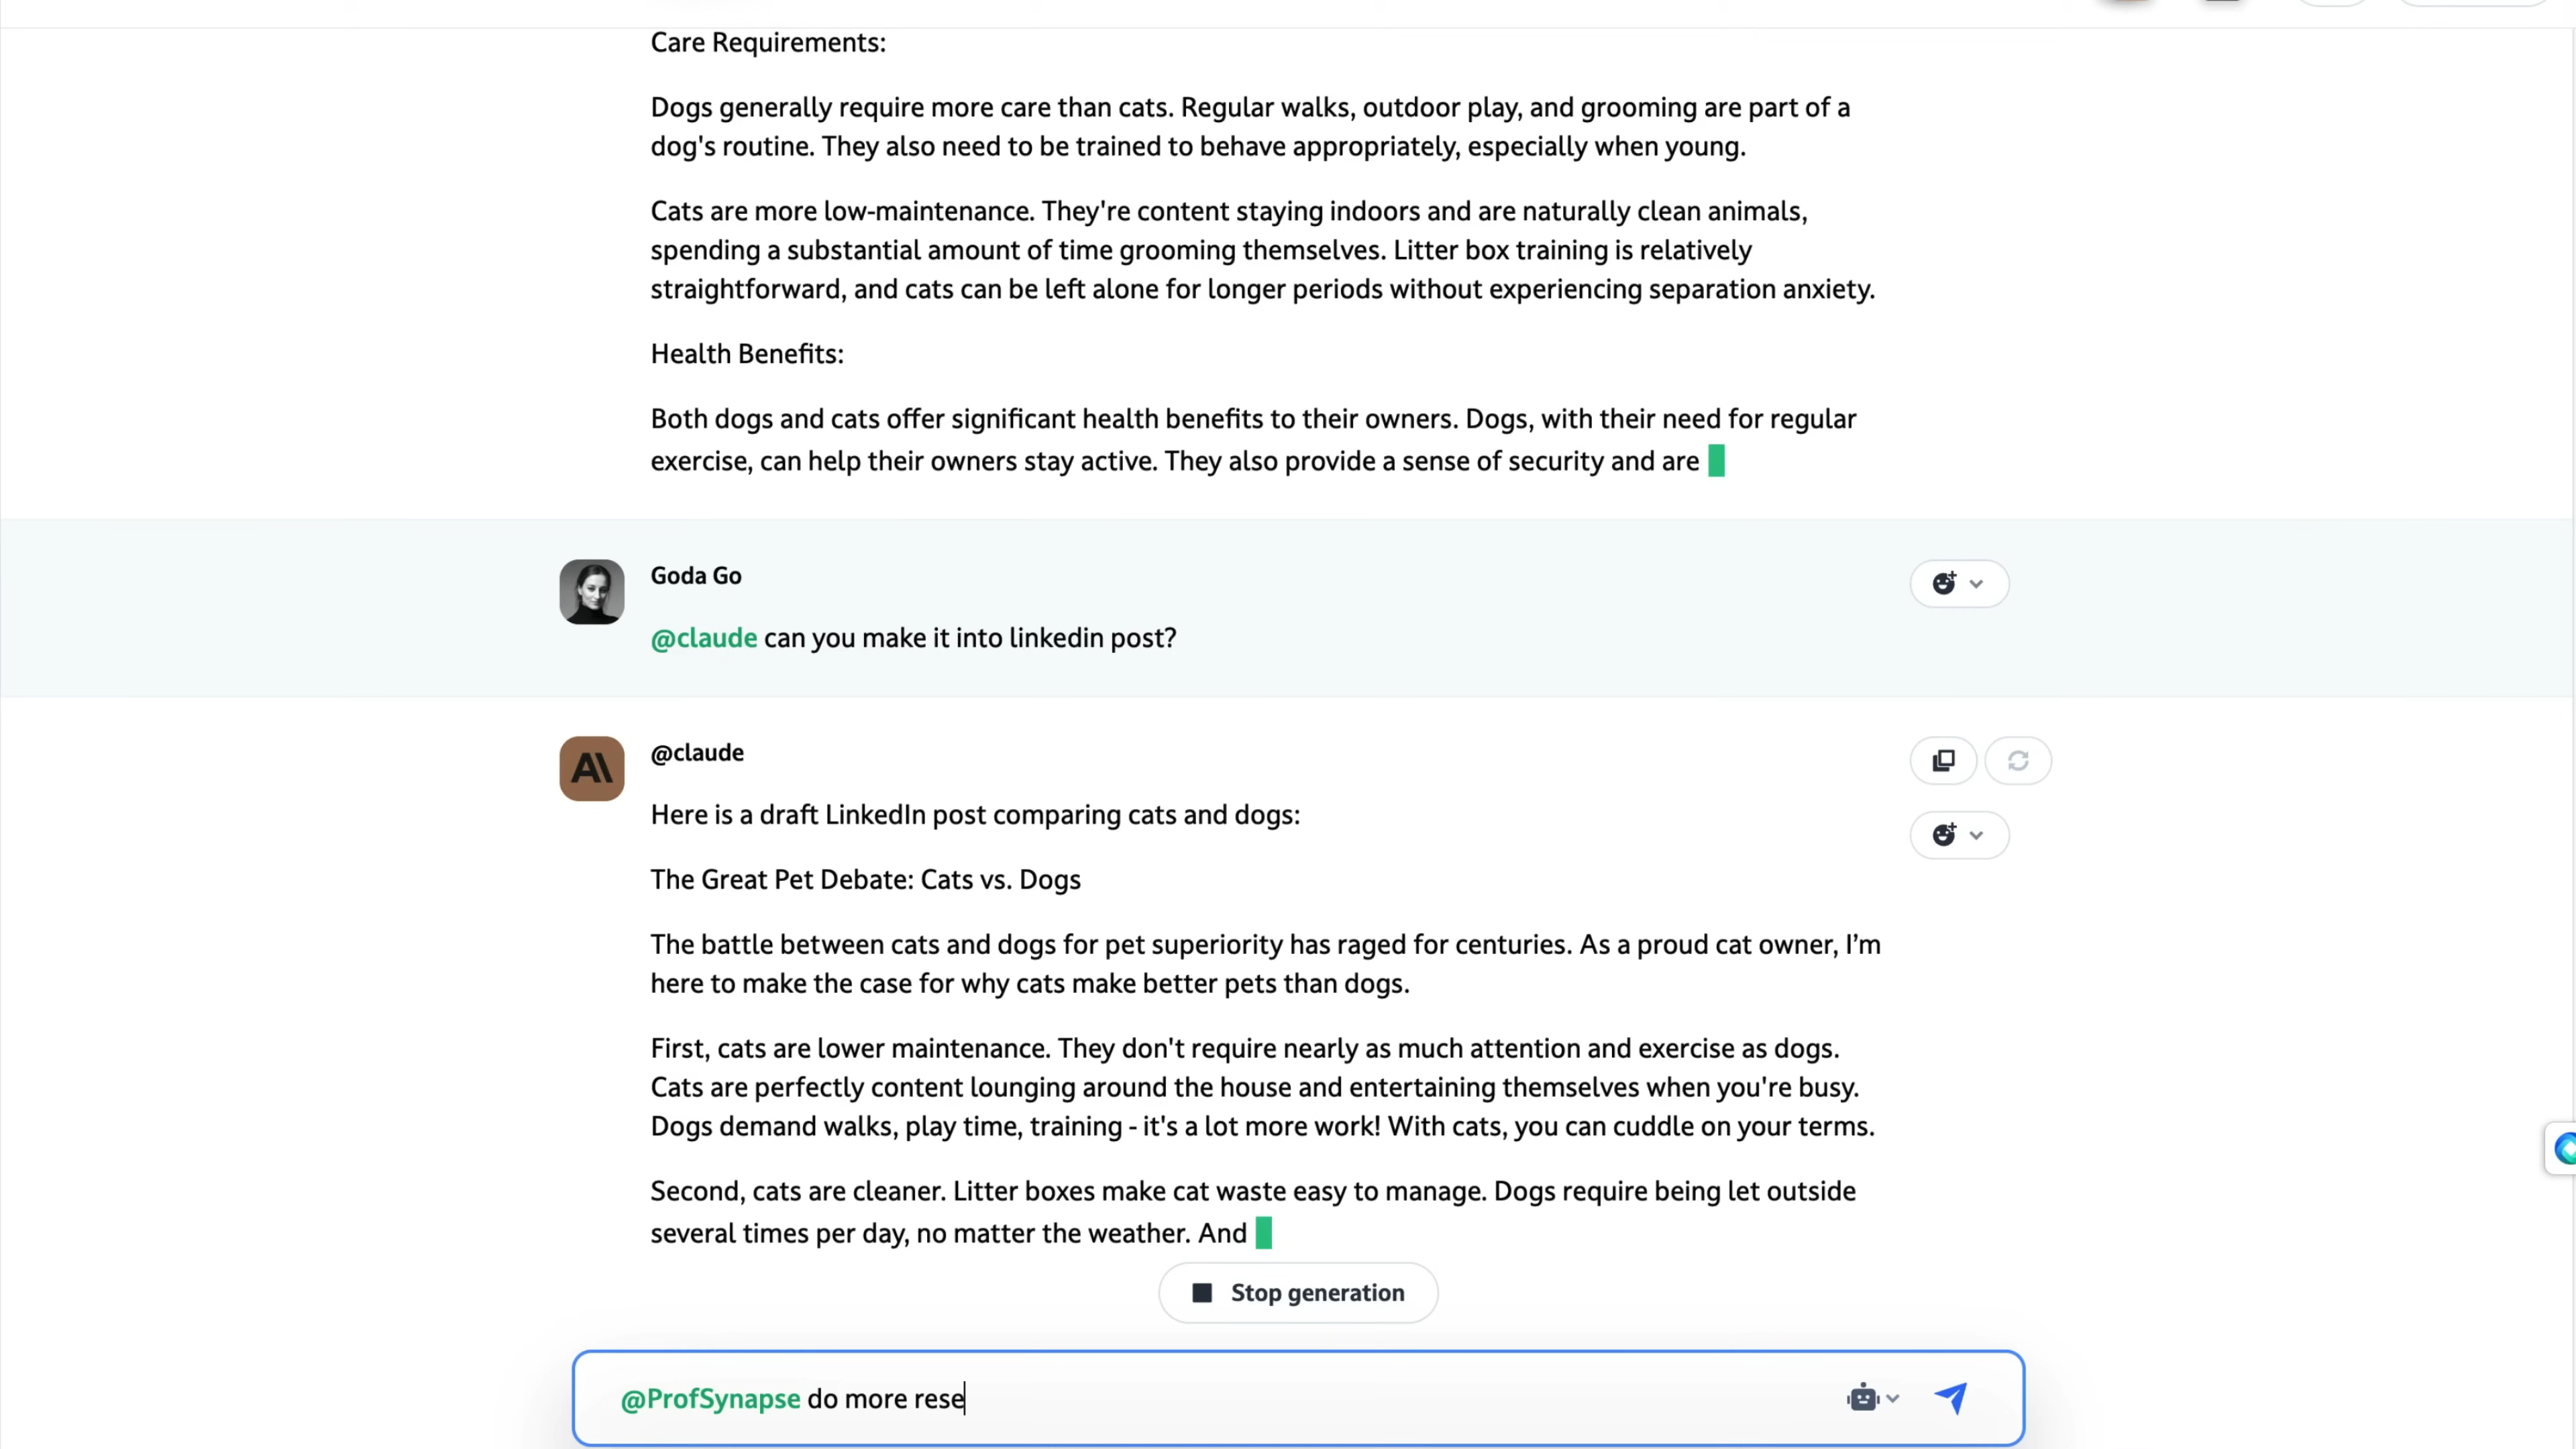 Care Requirements:
Dogs generally require more care than cats. Regular walks, outdoor play, and grooming are part of a
dog's routine. They also need to be trained to behave appropriately, especially when young.
Cats are more low-maintenance. They're content staying indoors and are naturally clean animals,
spending a substantial amount of time grooming themselves. Litter box training is relatively
straightforward, and cats can be left alone for longer periods without experiencing separation anxiety.
Health Benefits:
Both dogs and cats offer significant health benefits to their owners. Dogs, with their need for regular
exercise, can help their owners stay active. They also provide a sense of security and are
Goda Go
@claude can you make it into linkedin post?
@claude
Here is a draft LinkedIn post comparing cats and dogs:
The Great Pet Debate: Cats vs. Dogs
The battle between cats and dogs for pet superiority has raged for centuries. As a proud cat owner, I’m
here to make the case for why cats make better pets than dogs.
First, cats are lower maintenance. They don't require nearly as much attention and exercise as dogs.
Cats are perfectly content lounging around the house and entertaining themselves when you're busy.
Dogs demand walks, play time, training - it's a lot more work! With cats, you can cuddle on your terms.
Second, cats are cleaner. Litter boxes make cat waste easy to manage. Dogs require being let outside
several times per day, no matter the weather. And
Stop generation
@ProfSynapse do more rese